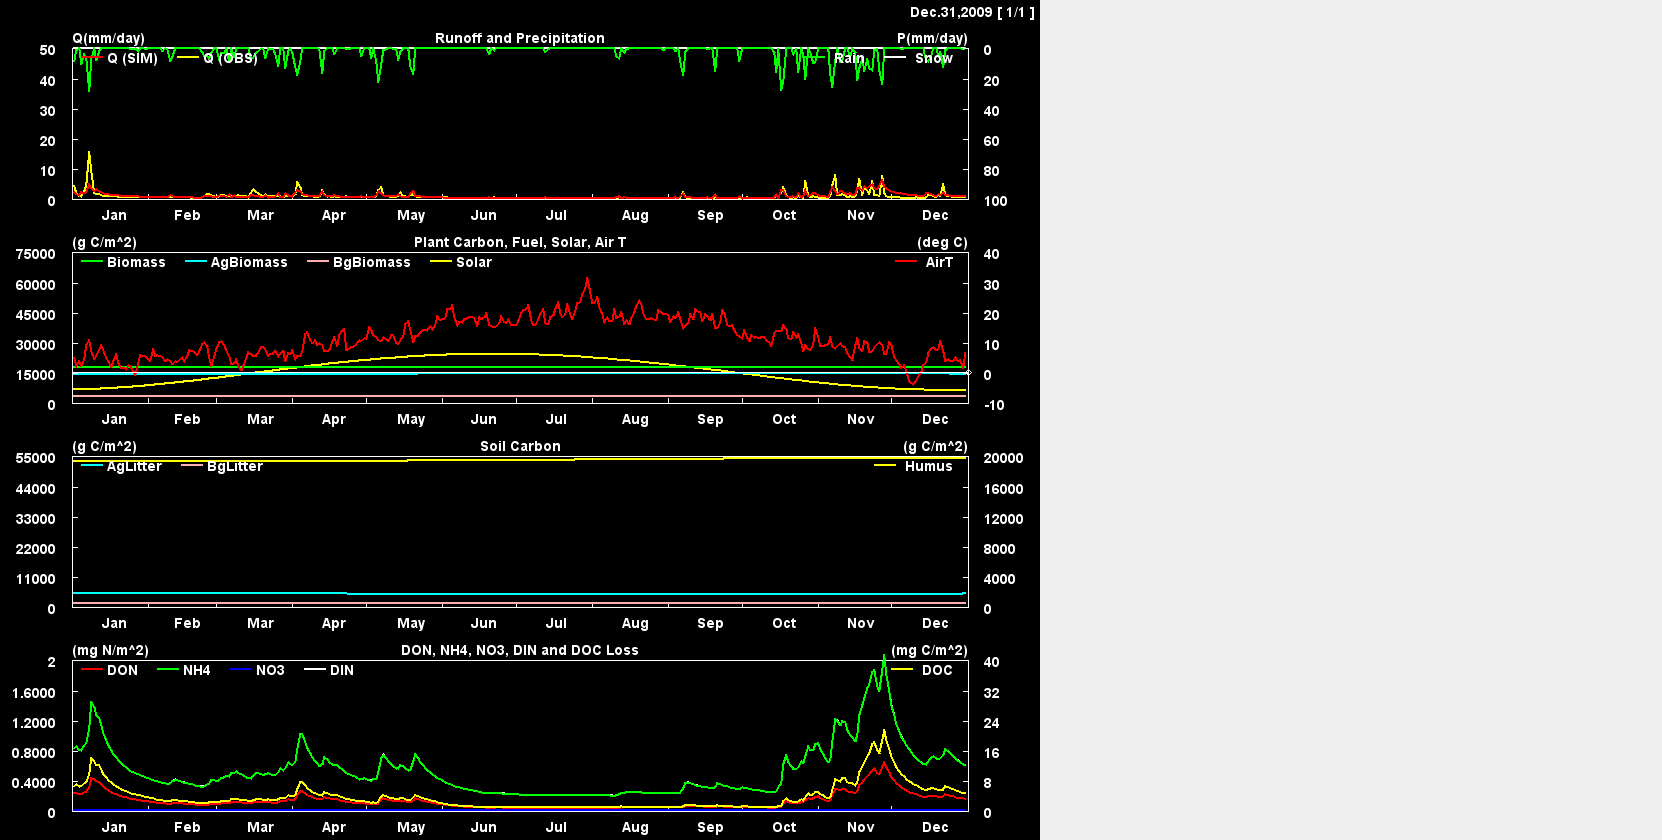 Dec.31,2009 [ 1/1 ]
Q(mm/day) Runoff and Precipitation P(mm/day)
50 0
Q (SIM) Q (OBS) Rain Snow
40 20
30 40
20 60
10 80
0 100
Jan Feb Mar Apr May Jun Jul Aug Sep Oct Nov Dec
(g C/m^2) Plant Carbon, Fuel, Solar, Air T (deg C)
75000 40
Biomass AgBiomass BgBiomass Solar AirT
60000 30
45000 20
30000 10
15000 0
0 -10
Jan Feb Mar Apr May Jun Jul Aug Sep Oct Nov Dec
(g C/m^2) Soil Carbon (g C/m^2)
55000 20000
AgLitter BgLitter Humus
44000 16000
33000 12000
22000 8000
11000 4000
0 0
Jan Feb Mar Apr May Jun Jul Aug Sep Oct Nov Dec
(mg N/m^2) DON, NH4, NO3, DIN and DOC Loss (mg C/m^2)
2 40
DON NH4 NO3 DIN DOC
1.6000 32
1.2000 24
0.8000 16
0.4000 8
0 0
Jan Feb Mar Apr May Jun Jul Aug Sep Oct Nov Dec